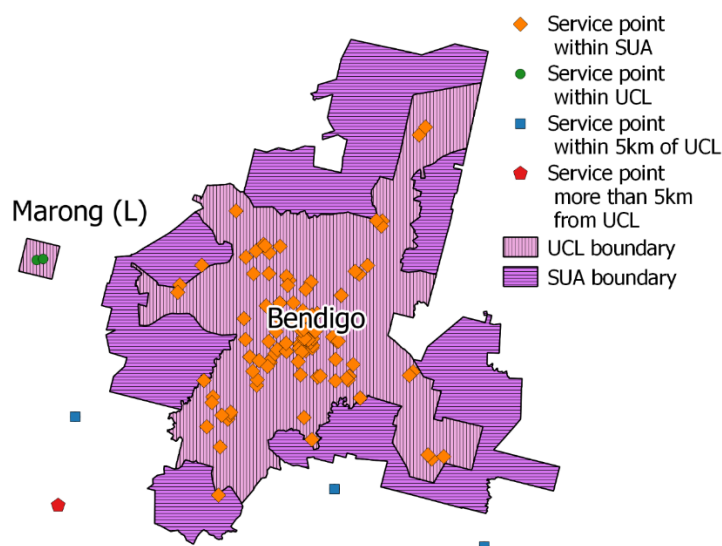 Service point
within SUA
Service point
within UCL
Service point
within 5km of UCL
Service point
more than 5km
from UCL
UCL boundary
SUA boundary
Marong (L)
Bendigo